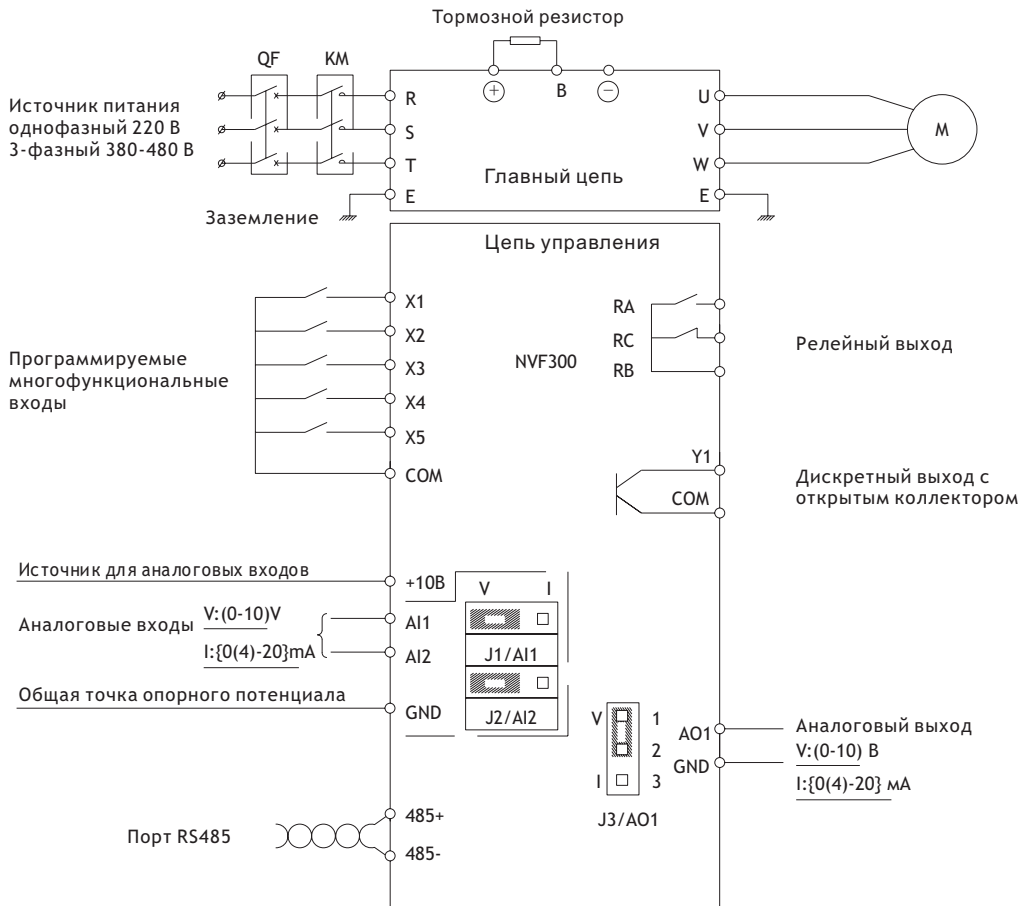 Тормозной резистор
QF
KM
+
B
−
Источник питания
однофазный 220 В
3-фазный 380-480 В
R
S
T
E
U
V
W
E
M
Главный цепь
Заземление
Цепь управления
X1
X2
X3
X4
X5
COM
Программируемые
многофункциональные
входы
NVF300
RA
RC
RB
Релейный выход
Y1
COM
Дискретный выход с
открытым коллектором
Источник для аналоговых входов
+10В
V
I
Аналоговые входы
V:(0-10)V
I:{0(4)-20}mA
AI1
AI2
J1/AI1
J2/AI2
Общая точка опорного потенциала
GND
V
1
2
I
3
J3/AO1
AO1
GND
Аналоговый выход
V:(0-10) В
I:{0(4)-20} мА
Порт RS485
485+
485-